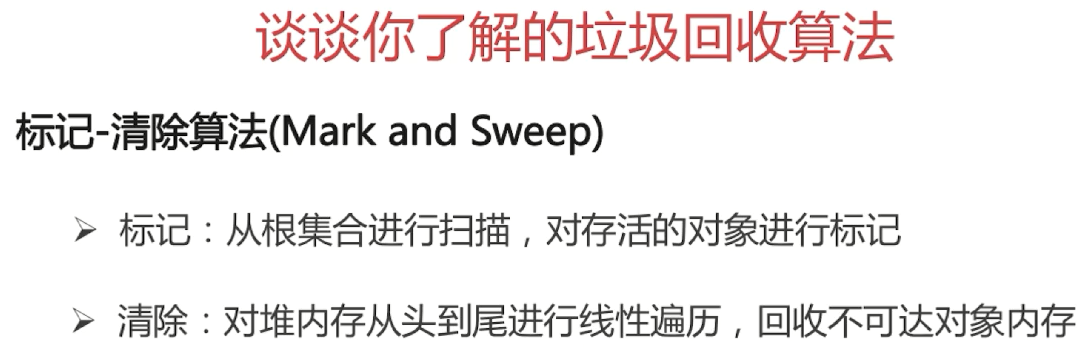 谈谈你了解的垃圾回收算法
标记-清除算法(Mark and Sweep)
➢ 标记：从根集合进行扫描，对存活的对象进行标记
➢ 清除：对堆内存从头到尾进行线性遍历，回收不可达对象内存